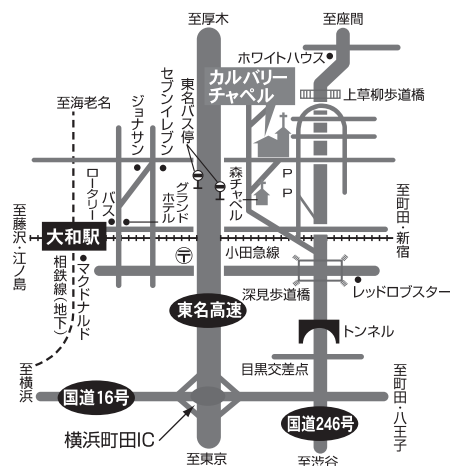 至厚木
至座間
ホワイトハウス
カルバリー
チャペル
上草柳歩道橋
至海老名
ジョナサン
セブンイレブン
東名バス停
バス
ロータリー
グランド
ホテル
森チャペル
P
P
至藤沢・江ノ島
大和駅
小田急線
至町田・新宿
〒
相鉄線(地下)
マクドナルド
深見歩道橋
レッドロブスター
東名高速
トンネル
目黒交差点
至横浜
国道16号
至町田・八王子
国道246号
横浜町田IC
至東京
至渋谷